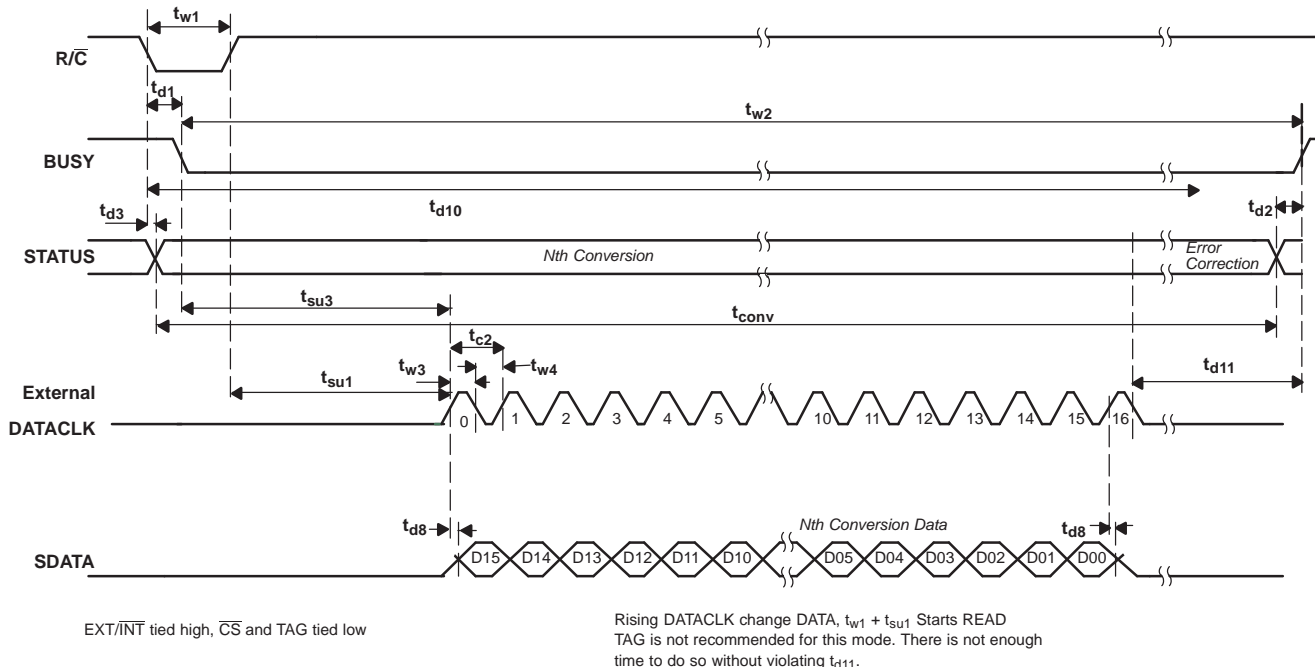 tw1
R/C̅
td1
tw2
BUSY
td3
td10
td2
STATUS
Nth Conversion
Error
Correction
tsu3
tconv
tc2
tw3
tw4
tsu1
td11
External
DATACLK
0 1 2 3 4 5 10 11 12 13 14 15 16
td8
Nth Conversion Data
td8
SDATA
D15 D14 D13 D12 D11 D10 D05 D04 D03 D02 D01 D00
EXT/I̅N̅T̅ tied high, C̅S̅ and TAG tied low
Rising DATACLK change DATA, tw1 + tsu1 Starts READ
TAG is not recommended for this mode. There is not enough
time to do so without violating td11.